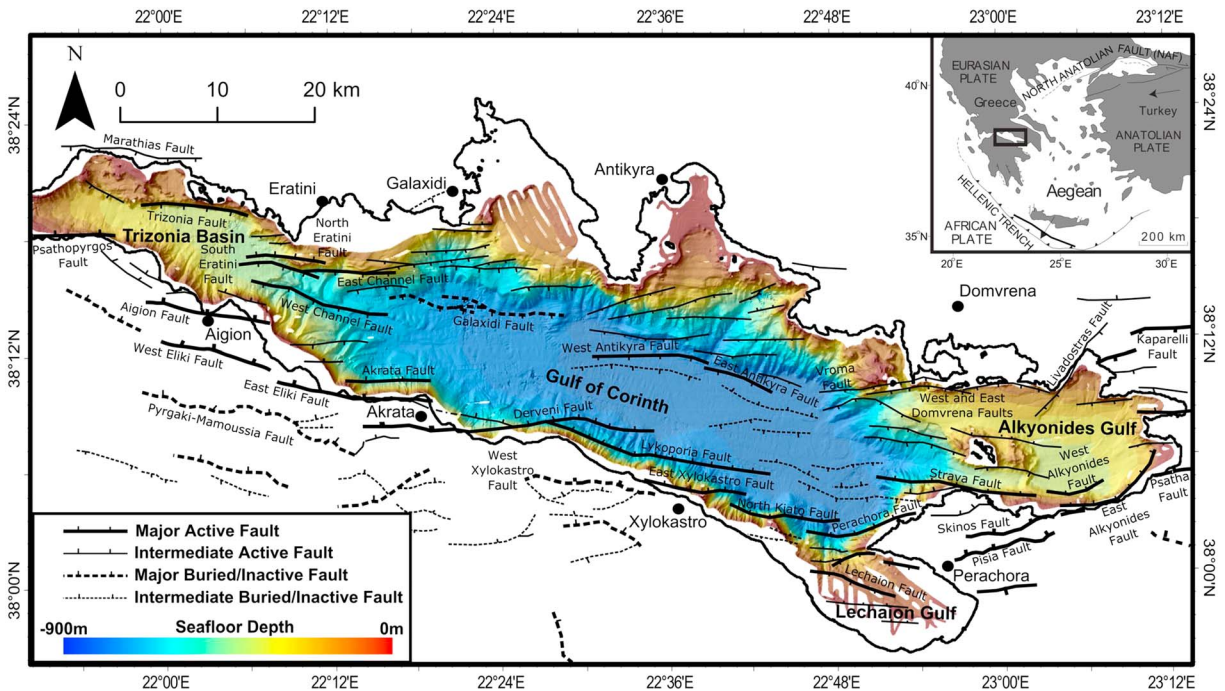 22°00'E
22°12'E
22°24'E
22°36'E
22°48'E
23°00'E
23°12'E
38°24'N
38°12'N
38°00'N
N
0 10 20 km
Marathias Fault
Eratini
Galaxidi
Antikyra
Trizonia Fault
Trizonia Basin
North
Eratini
Fault
Psathopyrgos
Fault
South
Eratini
Fault
East Channel Fault
West Channel Fault
Galaxidi Fault
Aigion Fault
Aigion
West Eliki Fault
East Eliki Fault
Akrata Fault
Akrata
Pyrgaki-Mamoussia Fault
Derveni Fault
Gulf of Corinth
West Antikyra Fault
East Antikyra Fault
Vroma
Fault
Domvrena
Livadostras Fault
Kaparelli
Fault
West and East
Domvrena Faults
Alkyonides Gulf
West
Alkyonides
Fault
Psatha
Fault
Strava Fault
East
Alkyonides
Fault
Skinos Fault
Pisia Fault
Perachora
Perachora Fault
Lykoporia Fault
East Xylokastro Fault
West
Xylokastro
Fault
Xylokastro
North Kiato Fault
Lechaion Fault
Lechaion Gulf
EURASIAN
PLATE
NORTH ANATOLIAN
FAULT (NAF)
Greece
Turkey
ANATOLIAN
PLATE
Aegean
HELLENIC TRENCH
AFRICAN
PLATE
200 km
40°N
35°N
20°E
25°E
30°E
Major Active Fault
Intermediate Active Fault
Major Buried/Inactive Fault
Intermediate Buried/Inactive Fault
-900m Seafloor Depth 0m
38°24'N
38°12'N
38°00'N
22°00'E
22°12'E
22°24'E
22°36'E
22°48'E
23°00'E
23°12'E